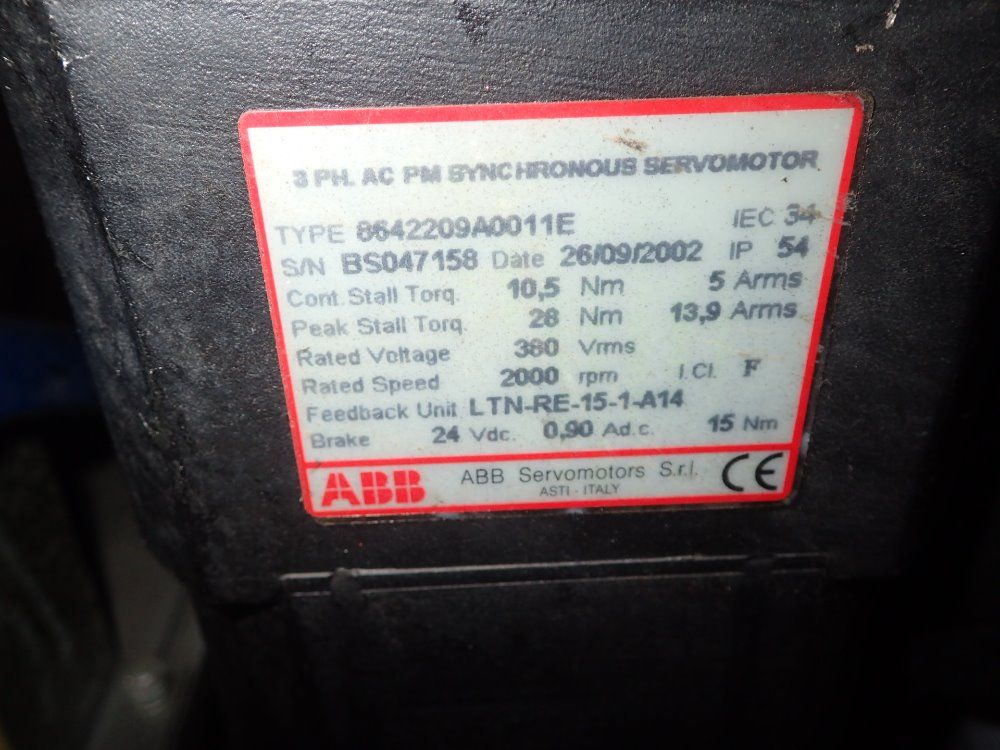 3 PH. AC PM SYNCHRONOUS SERVOMOTOR
TYPE 8642209A0011E IEC 34
S/N BS047158 Date 26/09/2002 IP 54
Cont.Stall Torq. 10,5 Nm 5 Arms
Peak Stall Torq. 28 Nm 13,9 Arms
Rated Voltage 380 Vrms
Rated Speed 2000 rpm I.Cl. F
Feedback Unit LTN-RE-15-1-A14
Brake 24 Vdc. 0,90 Ad.c. 15 Nm
ABB ABB Servomotors S.r.l. CE
ASTI - ITALY